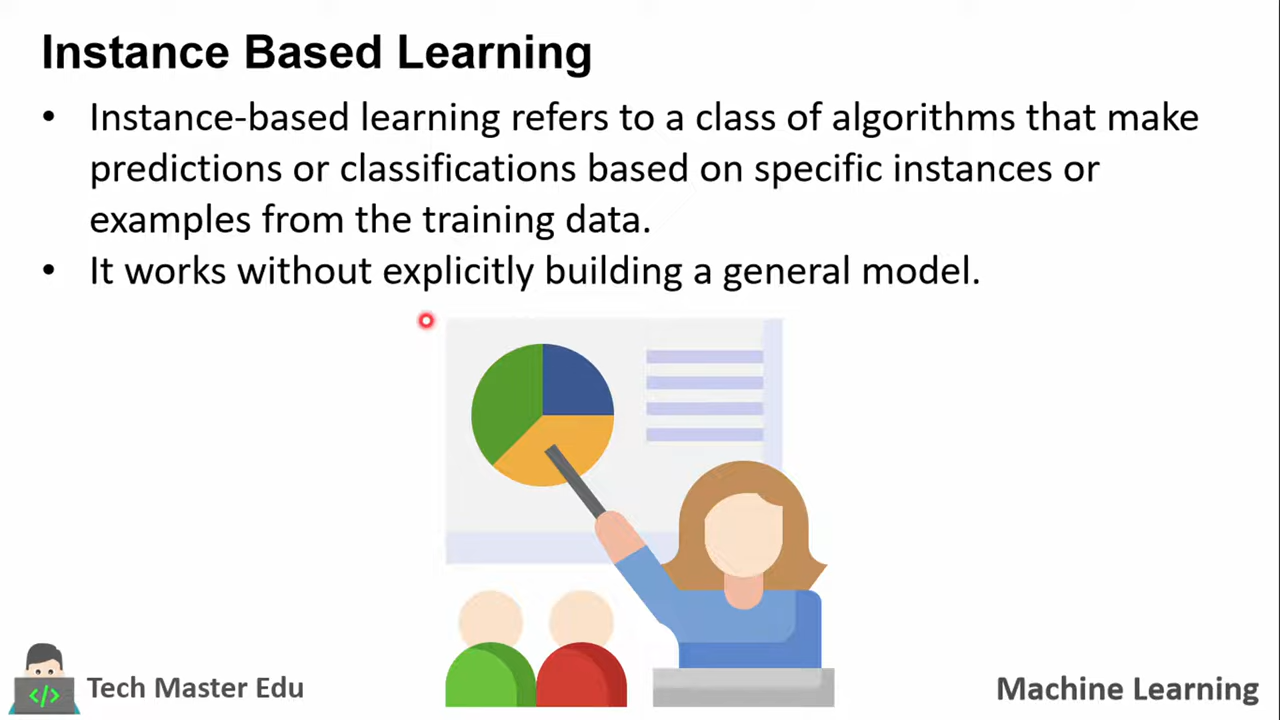 Instance Based Learning
• Instance-based learning refers to a class of algorithms that make
predictions or classifications based on specific instances or
examples from the training data.
• It works without explicitly building a general model.
</>
Tech Master Edu
Machine Learning